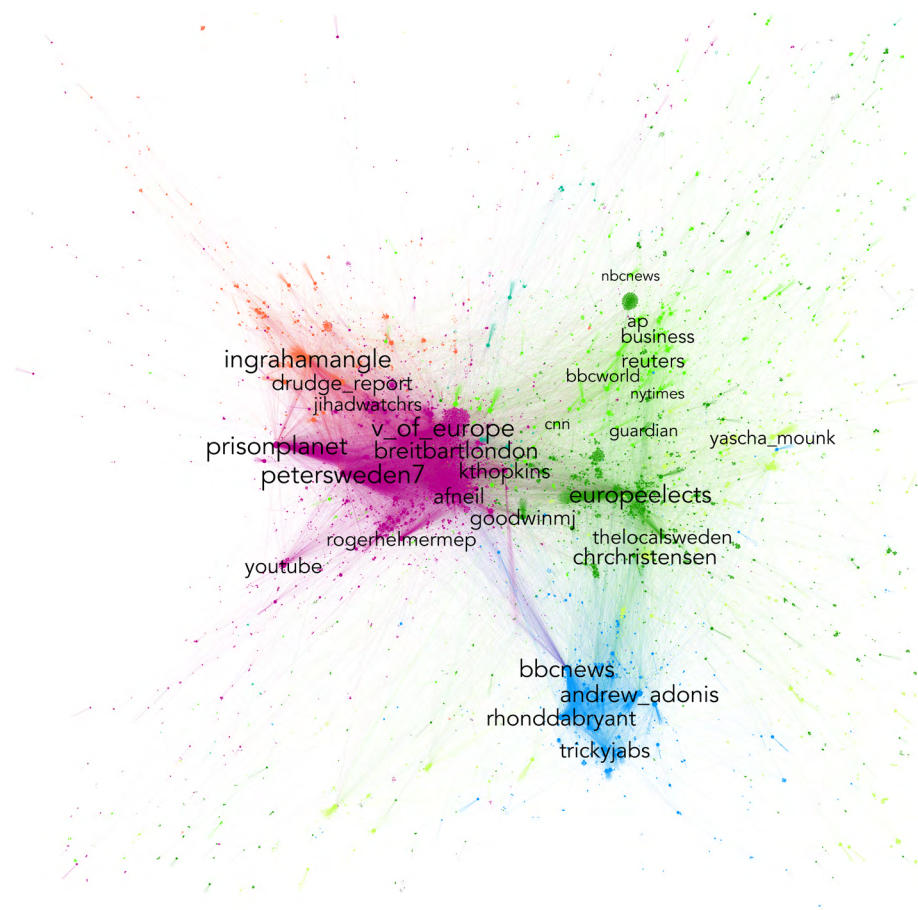 nbcnews
ap
business
reuters
bbcworld
nytimes
ingrahamangle
drudge_report
jihadwatchrs
cnn
guardian
v_of_europe
yascha_mounk
prisonplanet
breitbartlondon
petersweden7
kthopkins
afneil
europeelects
goodwinmj
rogerhelmermep
thelocalsweden
chrchristensen
youtube
bbcnews
andrew_adonis
rhonddabryant
trickyjabs